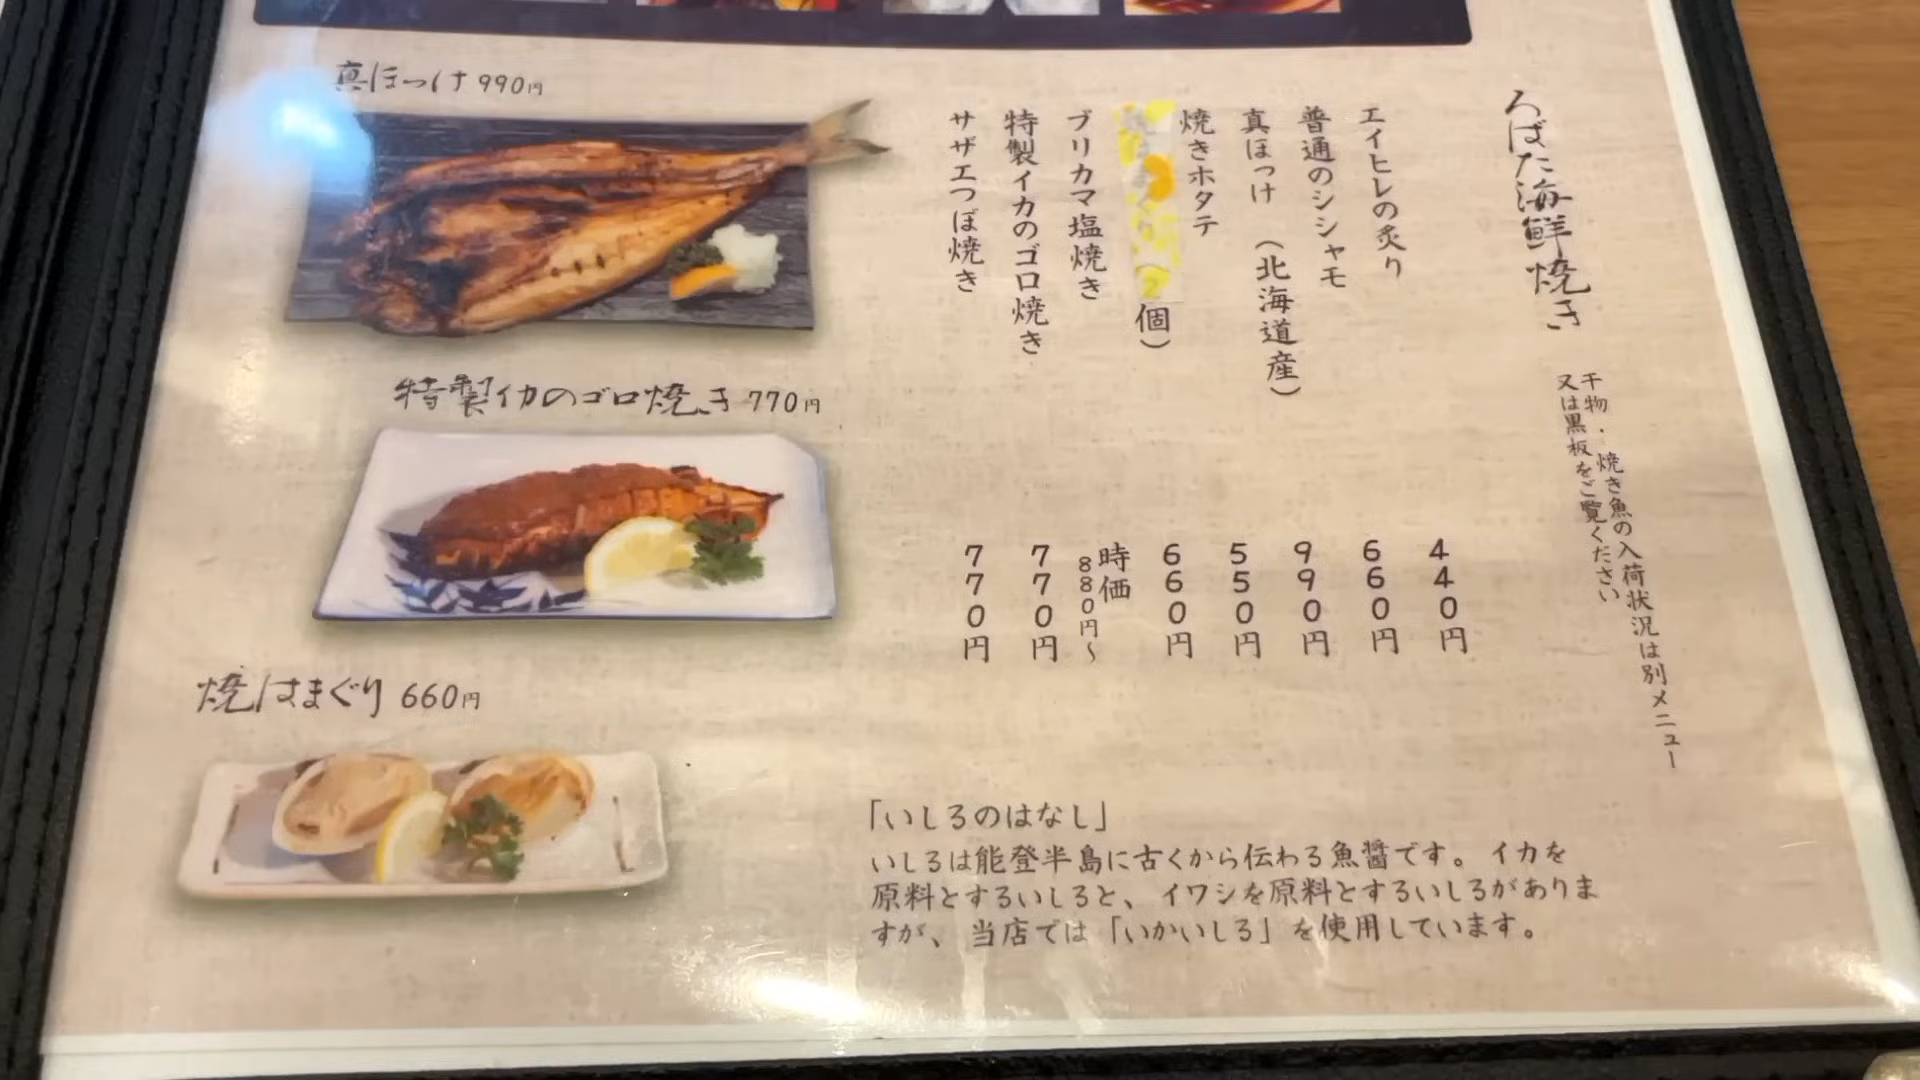 真ほっけ 990円
特製イカのゴロ焼き 770円
焼はまぐり 660円
ろばた海鮮焼き
干物・焼き魚の入荷状況は別メニュー
又は黒板をご覧ください
エイヒレの炙り 440円
普通のシシャモ 660円
真ほっけ(北海道産) 990円
焼きホタテ 550円
焼はまぐり(2個) 660円
ブリカマ塩焼き 時価 880円~
特製イカのゴロ焼き 770円
サザエつぼ焼き 770円
「いしるのはなし」
いしるは能登半島に古くから伝わる魚醤です。イカを
原料とするいしると、イワシを原料とするいしるがありま
すが、当店では「いかいしる」を使用しています。